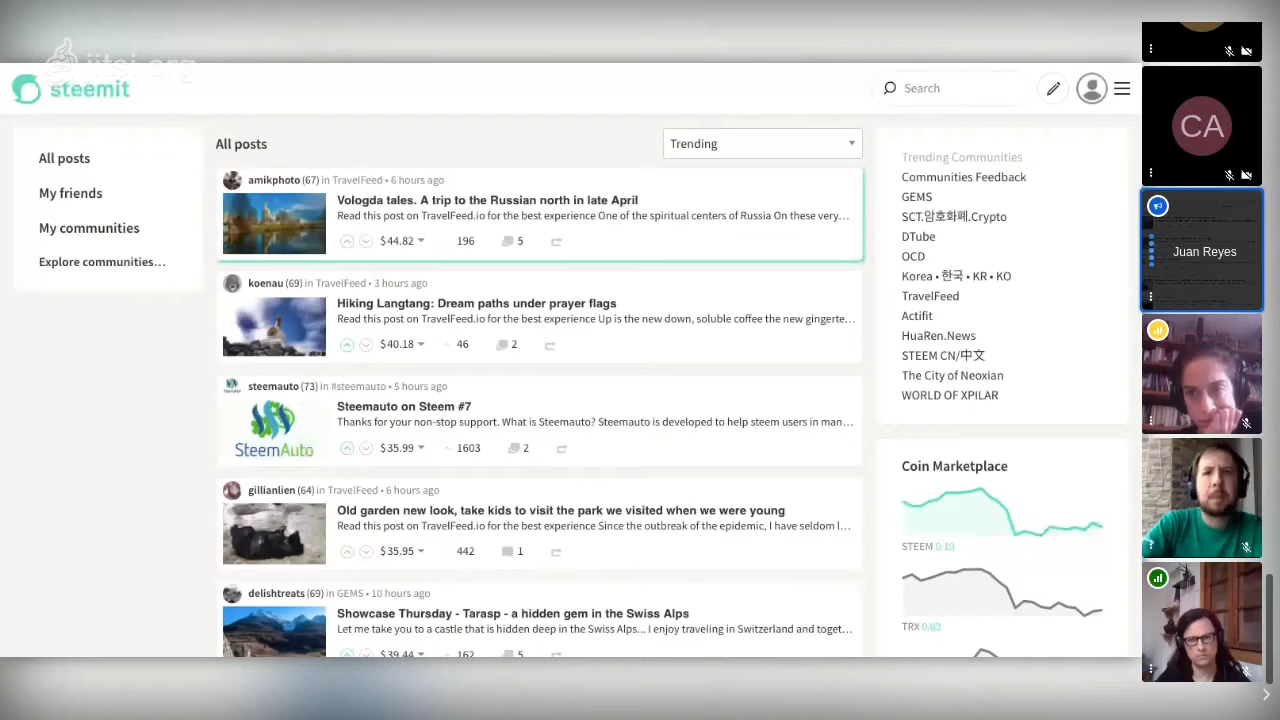 jitsi.org
steemit
Search
All posts
My friends
My communities
Explore communities...
All posts
Trending
amikphoto (67) in TravelFeed • 6 hours ago
Vologda tales. A trip to the Russian north in late April
Read this post on TravelFeed.io for the best experience One of the spiritual centers of Russia On these very...
$44.82 196 5
koenau (69) in TravelFeed • 3 hours ago
Hiking Langtang: Dream paths under prayer flags
Read this post on TravelFeed.io for the best experience Up is the new down, soluble coffee the new gingerte...
$40.18 46 2
steemauto (73) in #steemauto • 5 hours ago
Steemauto on Steem #7
Thanks for your non-stop support. What is Steemauto? Steemauto is developed to help steem users in man...
SteemAuto
$35.99 1603 2
gillianlien (64) in TravelFeed • 6 hours ago
Old garden new look, take kids to visit the park we visited when we were young
Read this post on TravelFeed.io for the best experience Since the outbreak of the epidemic, I have seldom l...
$35.95 442 1
delishtreats (69) in GEMS • 10 hours ago
Showcase Thursday - Tarasp - a hidden gem in the Swiss Alps
Let me take you to a castle that is hidden deep in the Swiss Alps... I enjoy traveling in Switzerland and toget...
$39.44 162 5
Trending Communities
Communities Feedback
GEMS
SCT.암호화폐.Crypto
DTube
OCD
Korea • 한국 • KR • KO
TravelFeed
Actifit
HuaRen.News
STEEM CN/中文
The City of Neoxian
WORLD OF XPILAR
Coin Marketplace
STEEM 0.19
TRX 0.02
CA
Juan Reyes